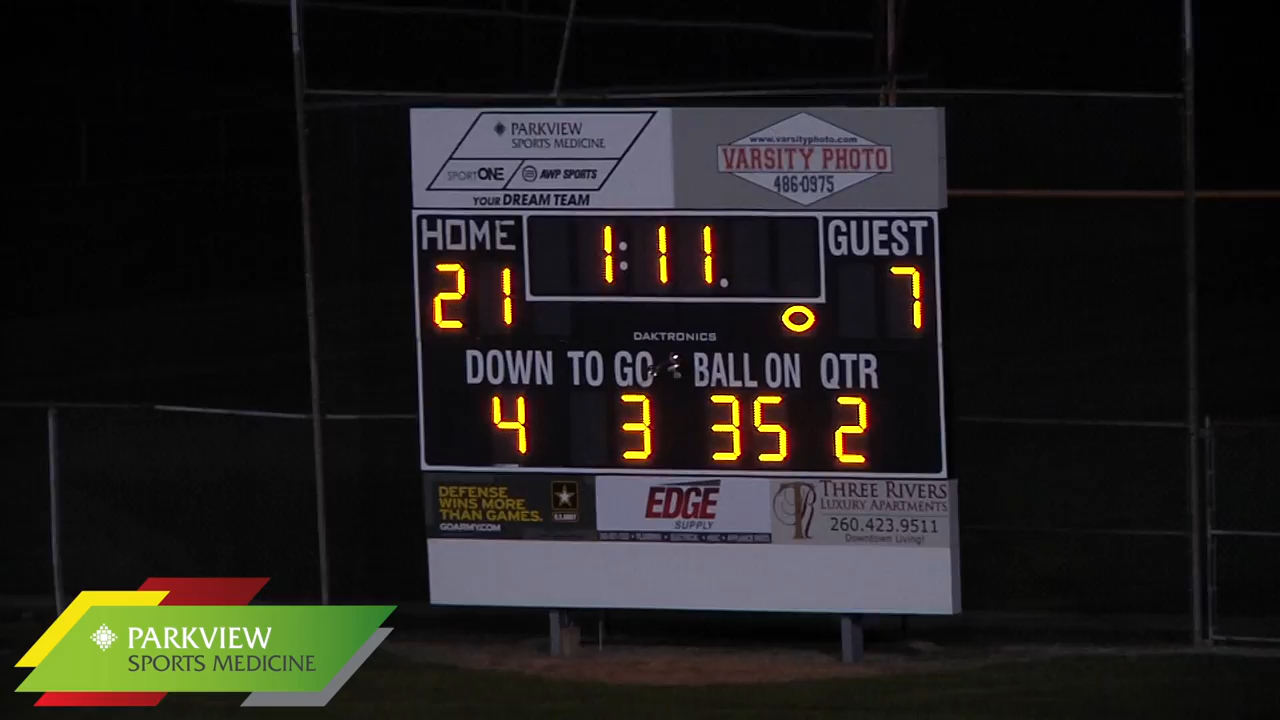 PARKVIEW
SPORTS MEDICINE
SPORTONE
AWP SPORTS
YOUR DREAM TEAM
www.varsityphoto.com
VARSITY PHOTO
486-0975
HOME
1:11
GUEST
21
7
DAKTRONICS
DOWN TO GO BALL ON QTR
4 3 35 2
DEFENSE
WINS MORE
THAN GAMES.
GOARMY.COM
U.S. ARMY
EDGE
SUPPLY
THREE RIVERS
LUXURY APARTMENTS
260.423.9511
Downtown Living!
PARKVIEW
SPORTS MEDICINE